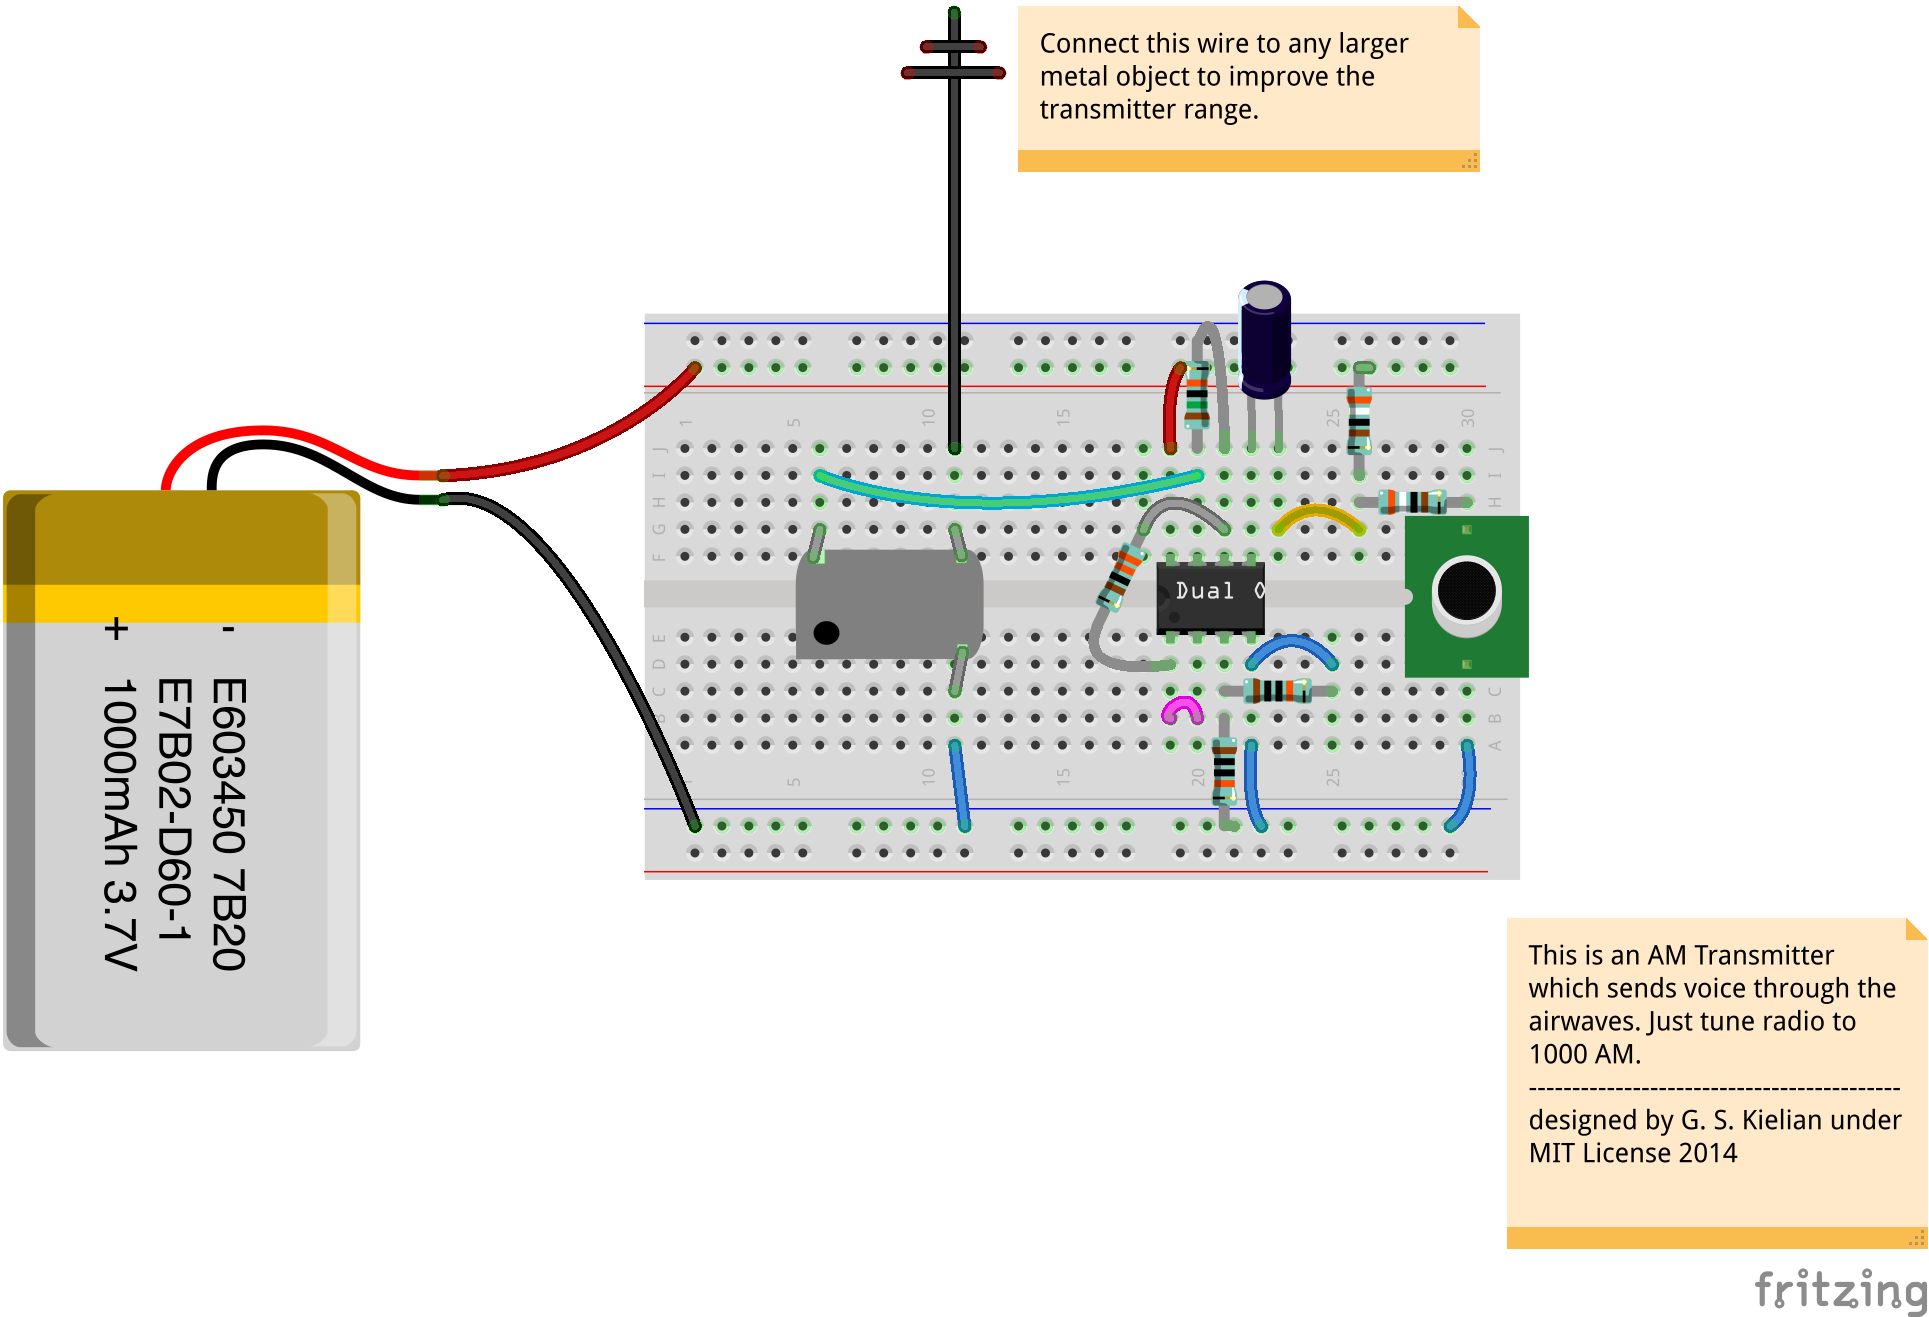 Connect this wire to any larger
metal object to improve the
transmitter range.
1
5
10
15
25
30
J
I
H
G
F
J
H
Dual O
- E603450 7B20
E7B02-D60-1
+ 1000mAh 3.7V
E
D
C
B
C
B
A
5
10
15
20
25
This is an AM Transmitter
which sends voice through the
airwaves. Just tune radio to
1000 AM.
------------------------------------------
designed by G. S. Kielian under
MIT License 2014
fritzing